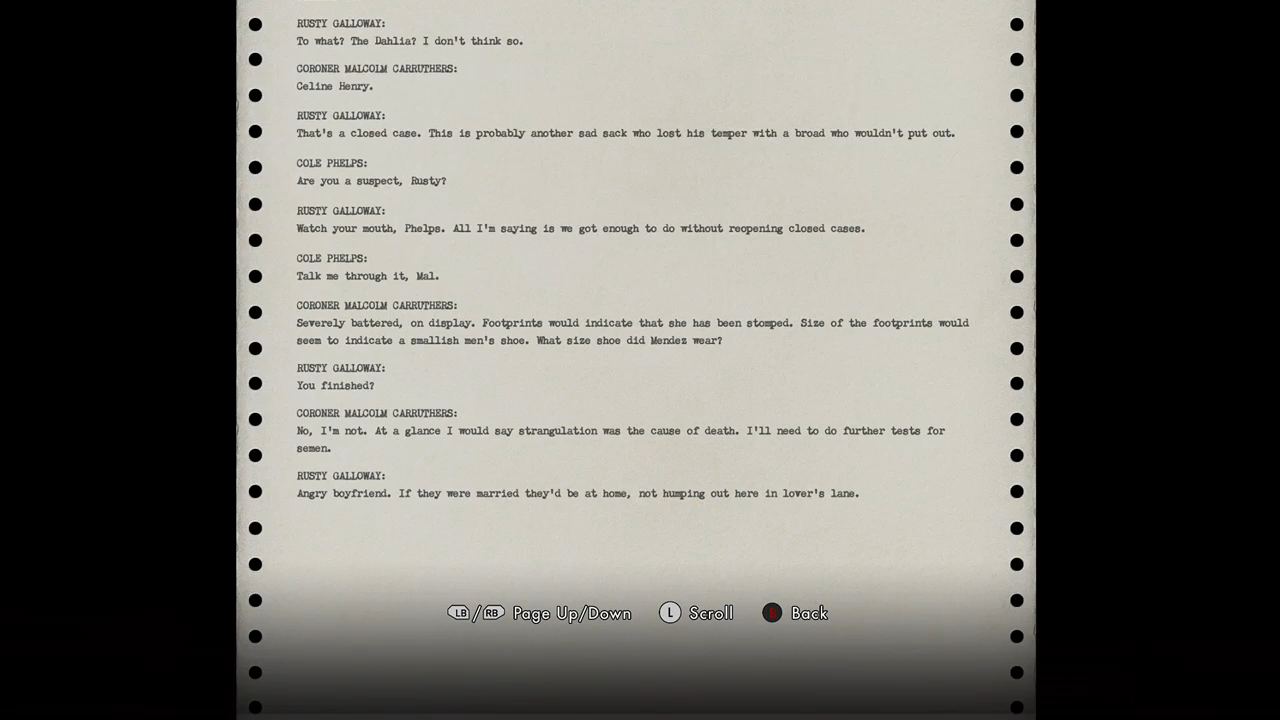 RUSTY GALLOWAY:
To what? The Dahlia? I don't think so.
CORONER MALCOLM CARRUTHERS:
Celine Henry.
RUSTY GALLOWAY:
That's a closed case. This is probably another sad sack who lost his temper with a broad who wouldn't put out.
COLE PHELPS:
Are you a suspect, Rusty?
RUSTY GALLOWAY:
Watch your mouth, Phelps. All I'm saying is we got enough to do without reopening closed cases.
COLE PHELPS:
Talk me through it, Mal.
CORONER MALCOLM CARRUTHERS:
Severely battered, on display. Footprints would indicate that she has been stomped. Size of the footprints would
seem to indicate a smallish men's shoe. What size shoe did Mendez wear?
RUSTY GALLOWAY:
You finished?
CORONER MALCOLM CARRUTHERS:
No, I'm not. At a glance I would say strangulation was the cause of death. I'll need to do further tests for
semen.
RUSTY GALLOWAY:
Angry boyfriend. If they were married they'd be at home, not humping out here in lover's lane.
LB/RB Page Up/Down L Scroll B Back